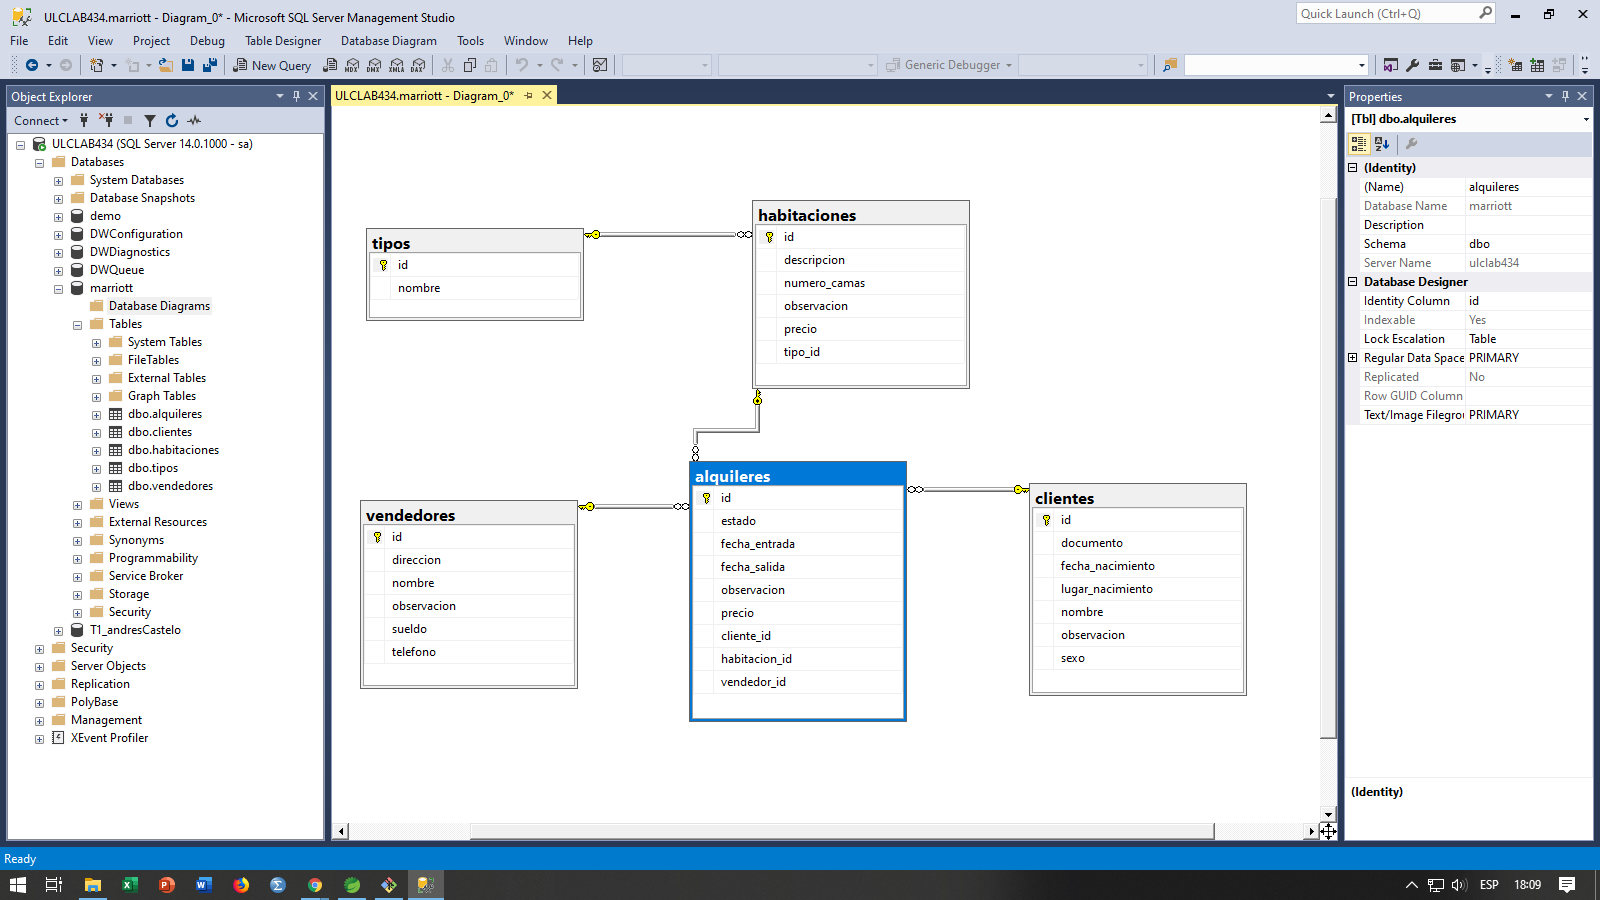 ULCLAB434.marriott - Diagram_0* - Microsoft SQL Server Management Studio
Quick Launch (Ctrl+Q)
File Edit View Project Debug Table Designer Database Diagram Tools Window Help
New Query
MDX DMX XMLA DAX
Generic Debugger
Object Explorer
Connect
ULCLAB434 (SQL Server 14.0.1000 - sa)
Databases
System Databases
Database Snapshots
demo
DWConfiguration
DWDiagnostics
DWQueue
marriott
Database Diagrams
Tables
System Tables
FileTables
External Tables
Graph Tables
dbo.alquileres
dbo.clientes
dbo.habitaciones
dbo.tipos
dbo.vendedores
Views
External Resources
Synonyms
Programmability
Service Broker
Storage
Security
T1_andresCastelo
Security
Server Objects
Replication
PolyBase
Management
XEvent Profiler
ULCLAB434.marriott - Diagram_0*
tipos
id
nombre
habitaciones
id
descripcion
numero_camas
observacion
precio
tipo_id
vendedores
id
direccion
nombre
observacion
sueldo
telefono
alquileres
id
estado
fecha_entrada
fecha_salida
observacion
precio
cliente_id
habitacion_id
vendedor_id
clientes
id
documento
fecha_nacimiento
lugar_nacimiento
nombre
observacion
sexo
Properties
[Tbl] dbo.alquileres
(Identity)
(Name) alquileres
Database Name marriott
Description
Schema dbo
Server Name ulclab434
Database Designer
Identity Column id
Indexable Yes
Lock Escalation Table
Regular Data Space PRIMARY
Replicated No
Row GUID Column
Text/Image Filegrou PRIMARY
(Identity)
Ready
ESP 18:09